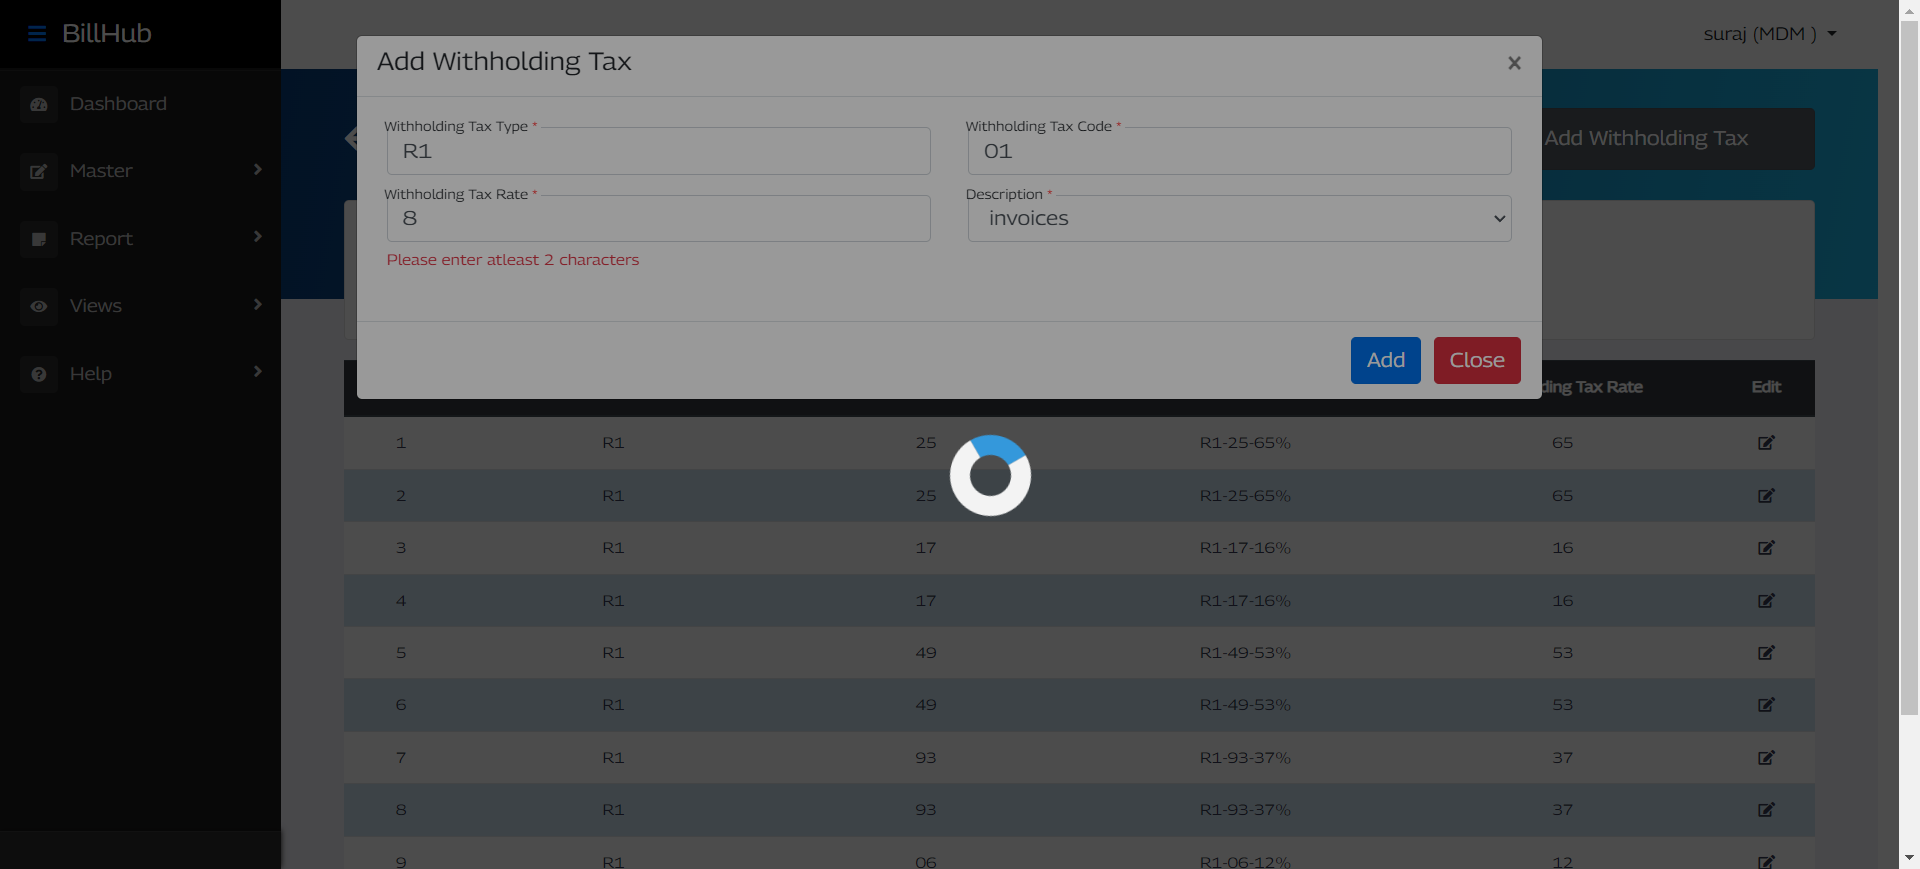 BillHub
suraj (MDM )
Dashboard
Master
Report
Views
Help
Add Withholding Tax
×
Withholding Tax Type *
R1
Withholding Tax Code *
01
Withholding Tax Rate *
8
Please enter atleast 2 characters
Description *
invoices
Add Close
Add Withholding Tax
ding Tax Rate Edit
1 R1 25 R1-25-65% 65
2 R1 25 R1-25-65% 65
3 R1 17 R1-17-16% 16
4 R1 17 R1-17-16% 16
5 R1 49 R1-49-53% 53
6 R1 49 R1-49-53% 53
7 R1 93 R1-93-37% 37
8 R1 93 R1-93-37% 37
9 R1 06 R1-06-12% 12